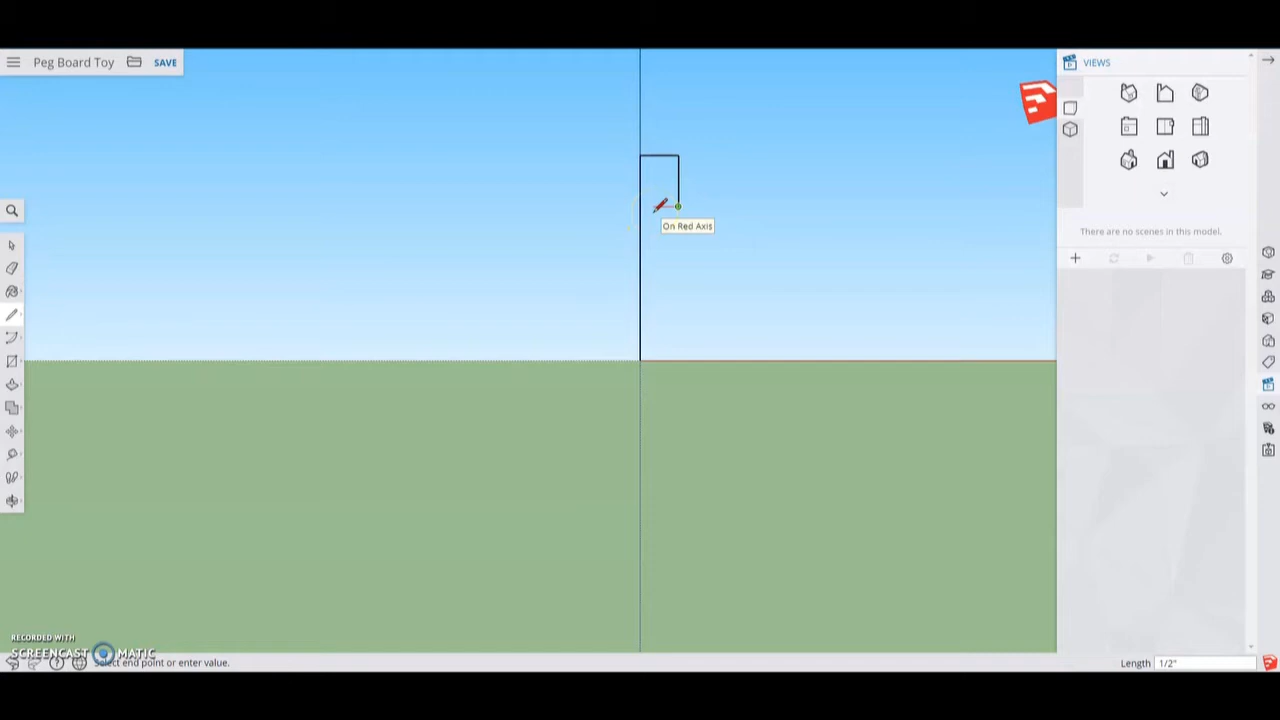 Peg Board Toy
SAVE
VIEWS
There are no scenes in this model.
On Red Axis
RECORDED WITH
SCREENCAST MATIC
Select end point or enter value.
Length 1/2"